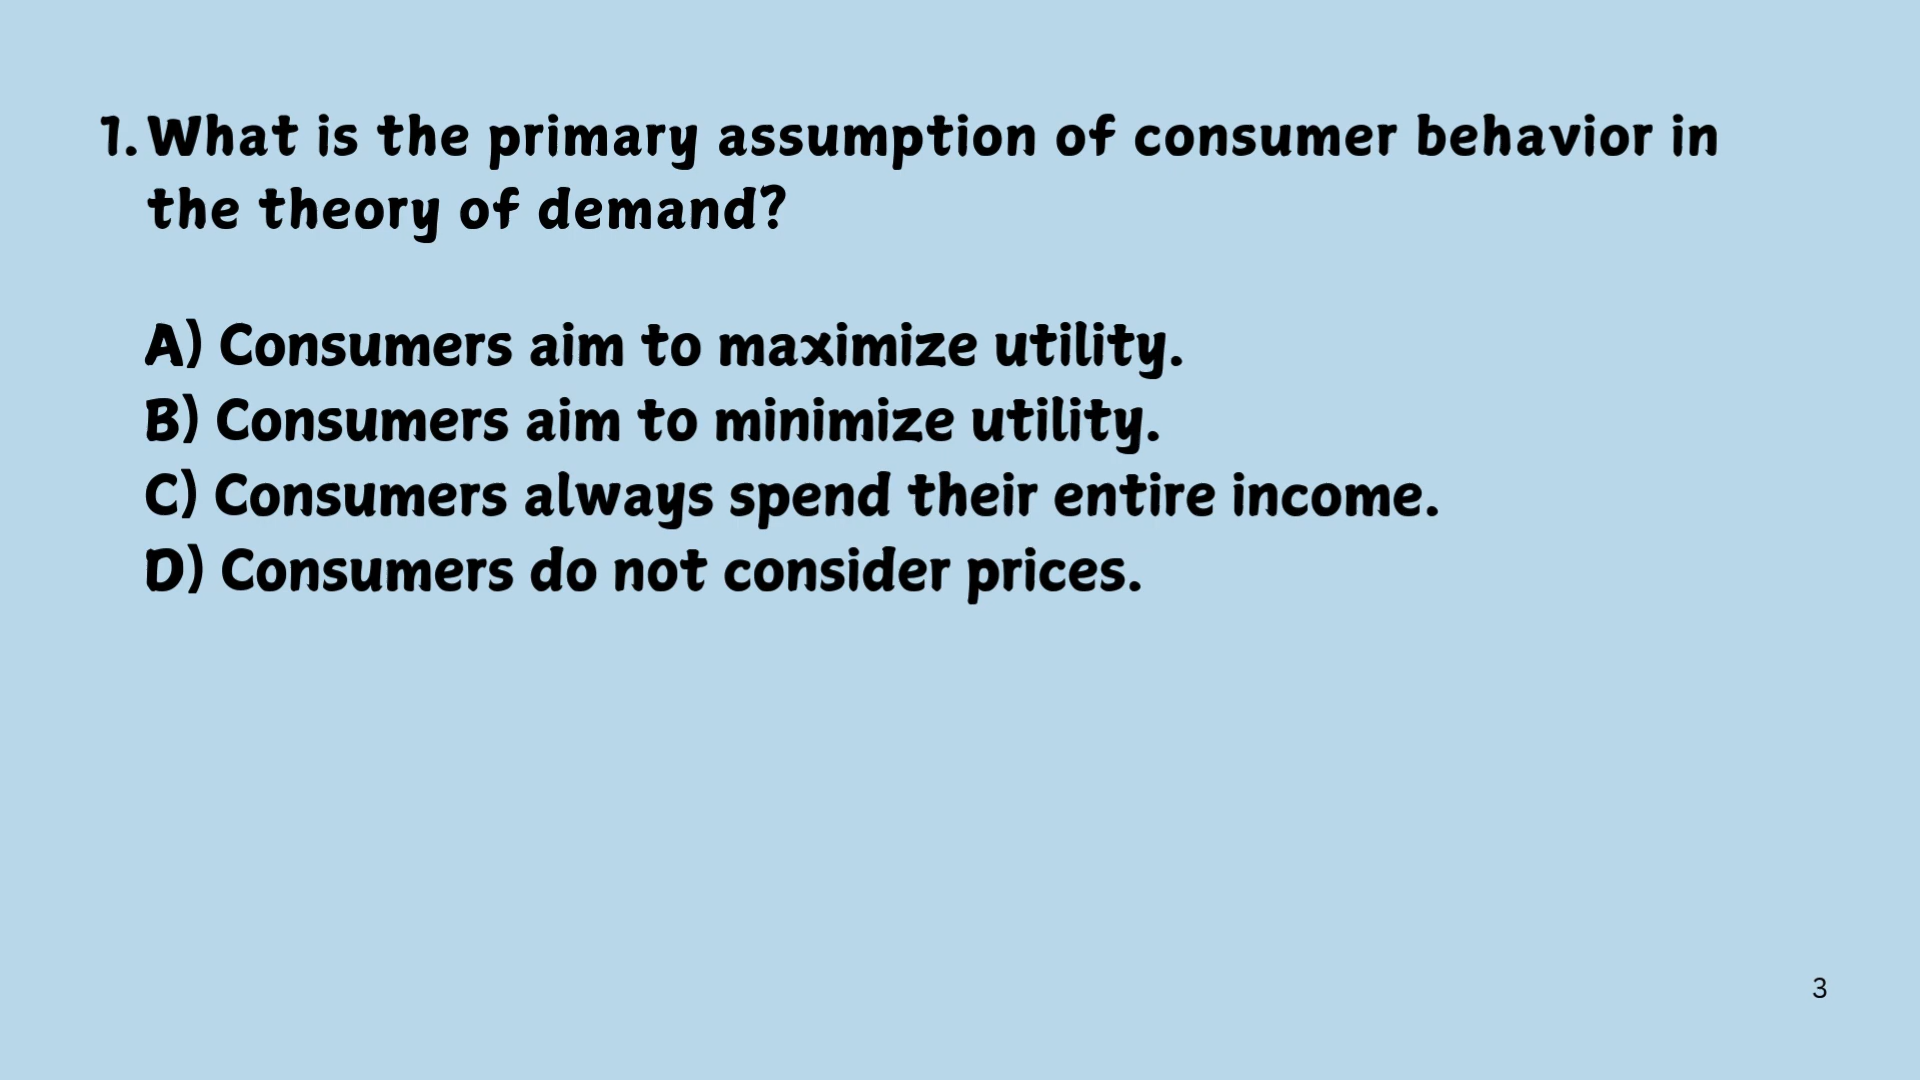 1. What is the primary assumption of consumer behavior in
the theory of demand?
A) Consumers aim to maximize utility.
B) Consumers aim to minimize utility.
C) Consumers always spend their entire income.
D) Consumers do not consider prices.
3